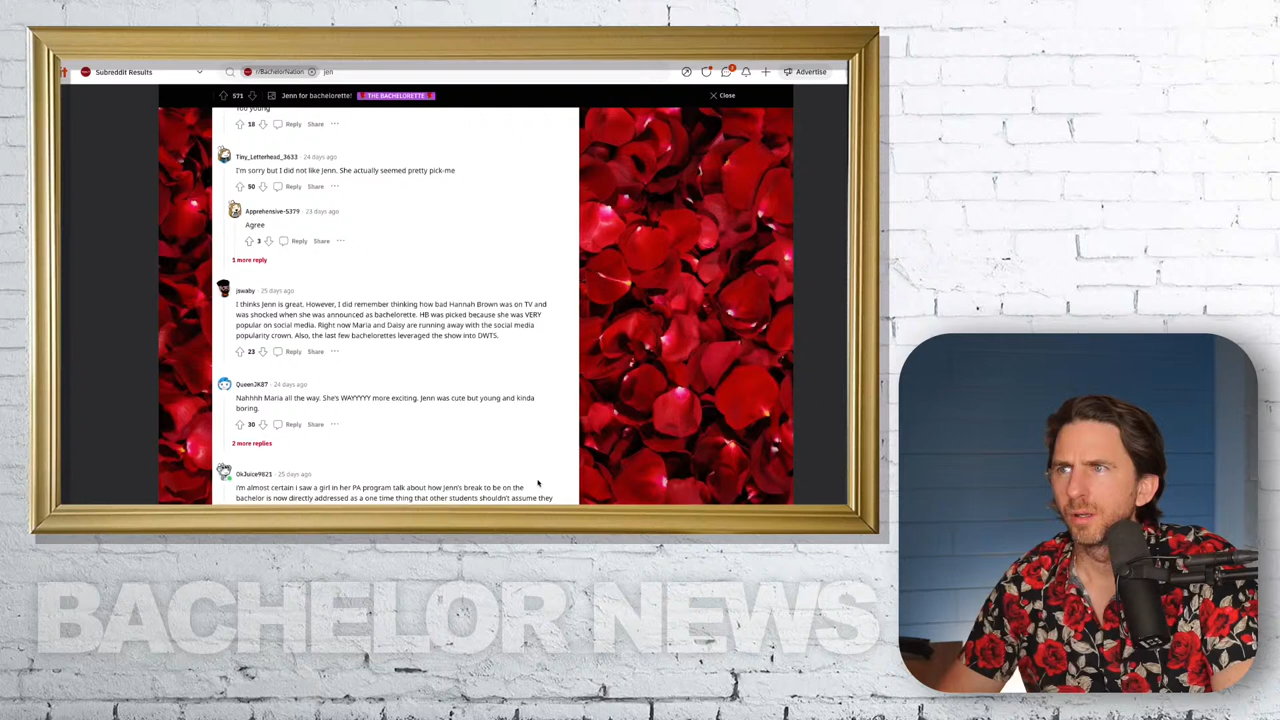 Subreddit Results
r/BachelorNation
jen
Advertise
571
Jenn for bachelorette!
THE BACHELORETTE
Close
Too young
18
Reply
Share
Tiny_Letterhead_3633 · 24 days ago
I'm sorry but I did not like Jenn. She actually seemed pretty pick-me
50
Reply
Share
Apprehensive-5379 · 23 days ago
Agree
3
Reply
Share
1 more reply
jswaby · 25 days ago
I thinks Jenn is great. However, I did remember thinking how bad Hannah Brown was on TV and
was shocked when she was announced as bachelorette. HB was picked because she was VERY
popular on social media. Right now Maria and Daisy are running away with the social media
popularity crown. Also, the last few bachelorettes leveraged the show into DWTS.
23
Reply
Share
QueenJK87 · 24 days ago
Nahhhh Maria all the way. She's WAYYYYY more exciting. Jenn was cute but young and kinda
boring.
30
Reply
Share
2 more replies
OkJuice9821 · 25 days ago
i'm almost certain i saw a girl in her PA program talk about how Jenn's break to be on the
bachelor is now directly addressed as a one time thing that other students shouldn't assume they
BACHELOR NEWS